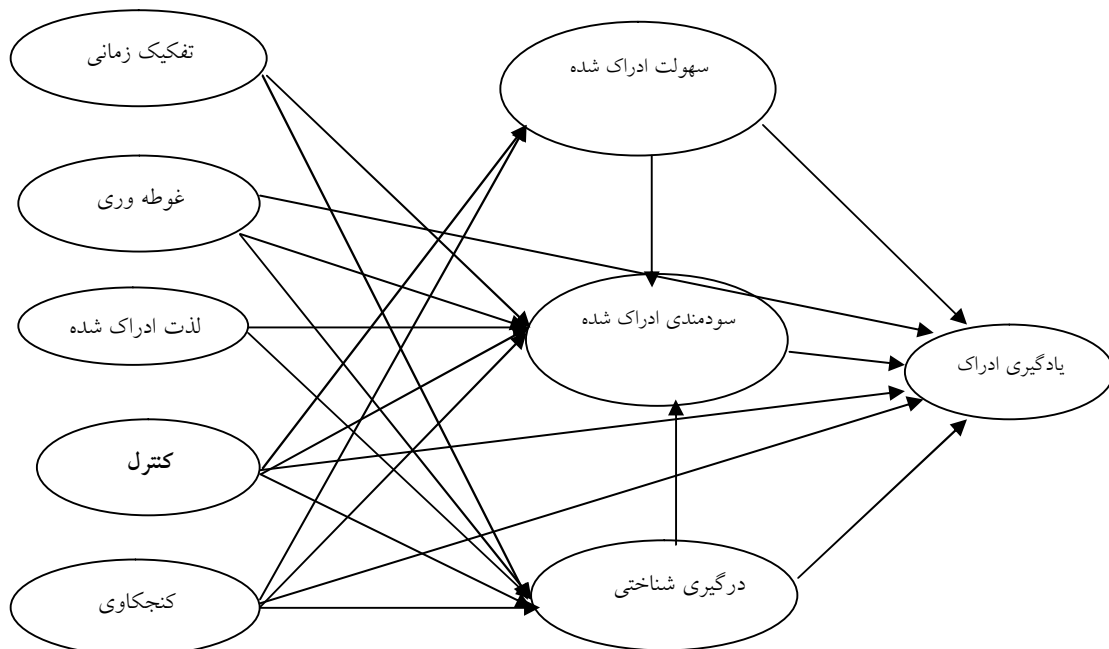 تفکیک زمانی
سهولت ادراک شده
غوطه وری
سودمندی ادراک شده
لذت ادراک شده
یادگیری ادراک
کنترل
درگیری شناختی
کنجکاوی